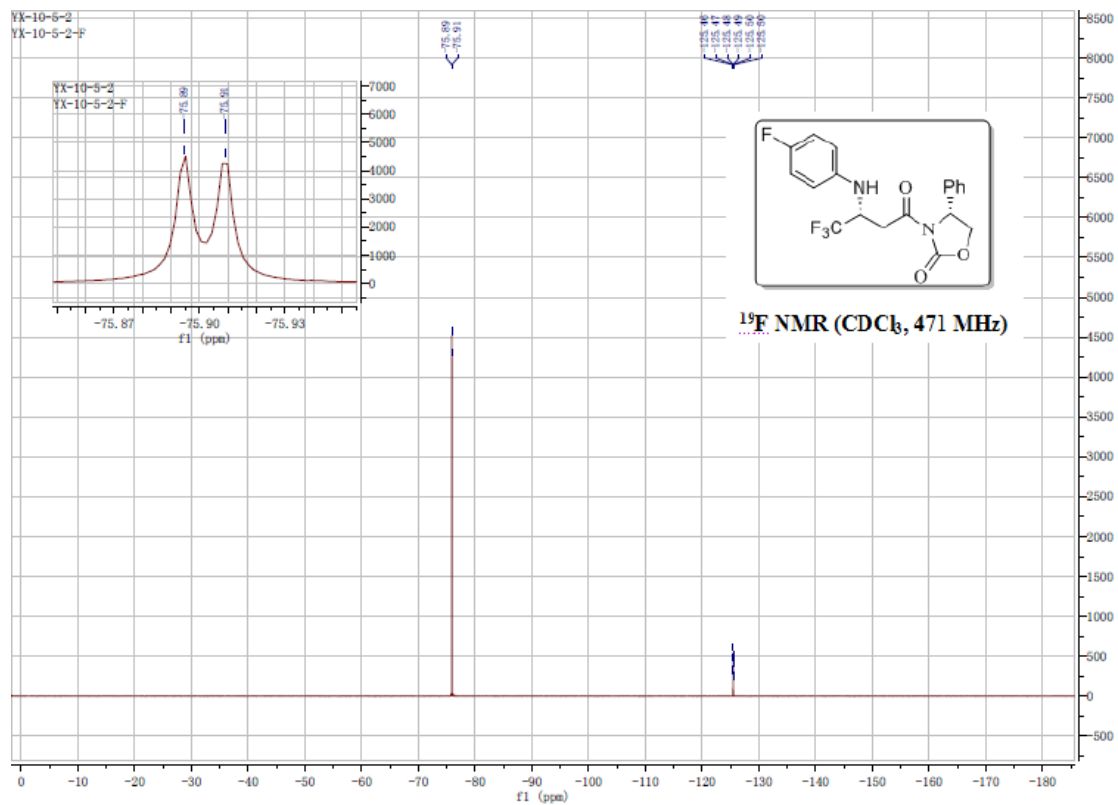 YX-10-5-2
YX-10-5-2-F
-75.89
-75.91
-125.46
-125.47
-125.48
-125.49
-125.50
-125.50
YX-10-5-2
YX-10-5-2-F
-75.89
-75.91
7000
6000
5000
4000
3000
2000
1000
0
-75.87 -75.90 -75.93
f1 (ppm)
F
NH
O
Ph
F3C
N
O
O
¹⁹F NMR (CDCl₃, 471 MHz)
8500
8000
7500
7000
6500
6000
5500
5000
4500
4000
3500
3000
2500
2000
1500
1000
500
0
-500
0 -10 -20 -30 -40 -50 -60 -70 -80 -90 -100 -110 -120 -130 -140 -150 -160 -170 -180
f1 (ppm)